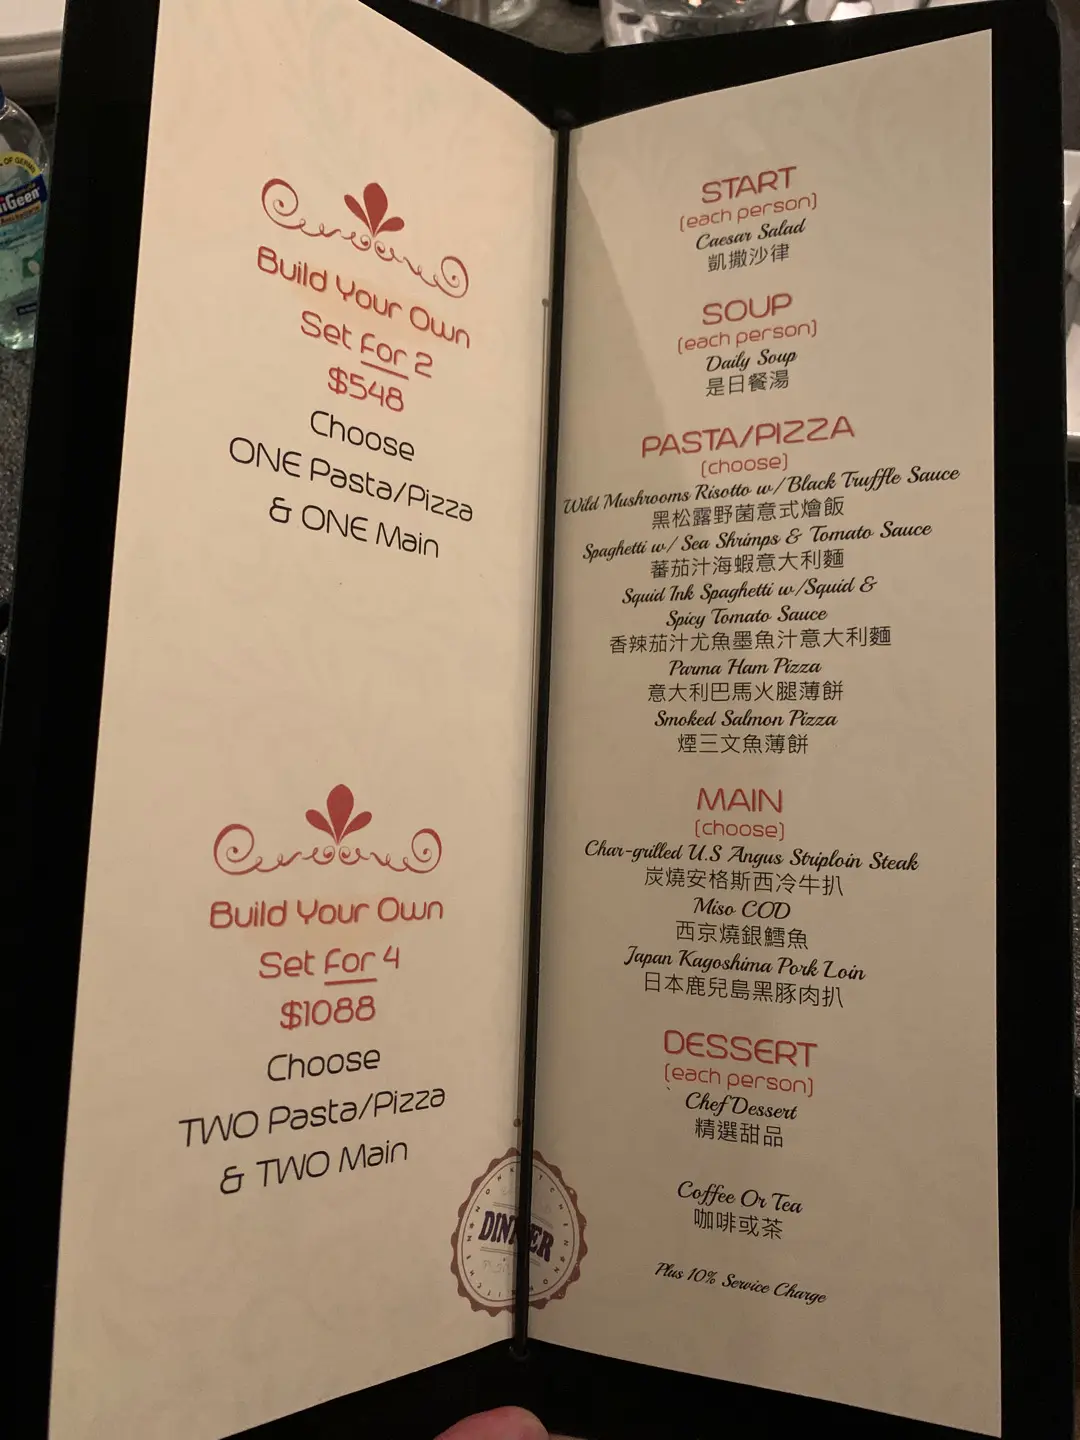 Build Your Own
Set for 2
$548
Choose
ONE Pasta/Pizza
& ONE Main
Build Your Own
Set for 4
$1088
Choose
TWO Pasta/Pizza
& TWO Main
DINNER
START
(each person)
Caesar Salad
凱撒沙律
SOUP
(each person)
Daily Soup
是日餐湯
PASTA/PIZZA
(choose)
Wild Mushrooms Risotto w/Black Truffle Sauce
黑松露野菌意式燴飯
Spaghetti w/ Sea Shrimps & Tomato Sauce
蕃茄汁海蝦意大利麵
Squid Ink Spaghetti w/Squid &
Spicy Tomato Sauce
香辣茄汁尤魚墨魚汁意大利麵
Parma Ham Pizza
意大利巴馬火腿薄餅
Smoked Salmon Pizza
煙三文魚薄餅
MAIN
(choose)
Char-grilled U.S Angus Striploin Steak
炭燒安格斯西冷牛扒
Miso COD
西京燒銀鱈魚
Japan Kagoshima Pork Loin
日本鹿兒島黑豚肉扒
DESSERT
(each person)
Chef Dessert
精選甜品
Coffee Or Tea
咖啡或茶
Plus 10% Service Charge